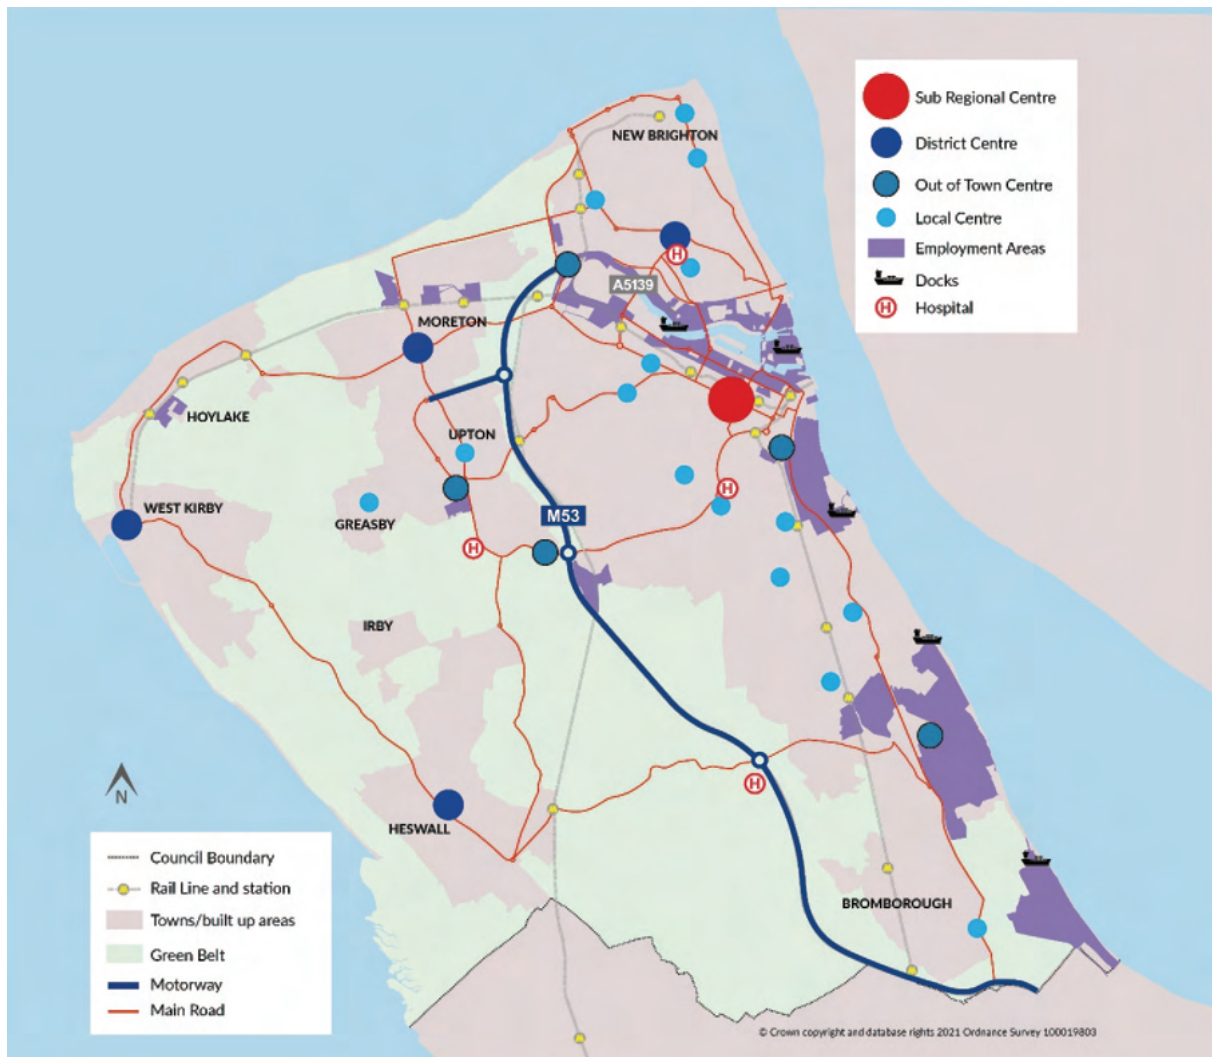 Sub Regional Centre
District Centre
Out of Town Centre
Local Centre
Employment Areas
Docks
H Hospital
NEW BRIGHTON
H
A5139
MORETON
HOYLAKE
UPTON
WEST KIRBY
GREASBY
H
M53
H
IRBY
H
HESWALL
BROMBOROUGH
N
Council Boundary
Rail Line and station
Towns/built up areas
Green Belt
Motorway
Main Road
© Crown copyright and database rights 2021 Ordnance Survey 100019803